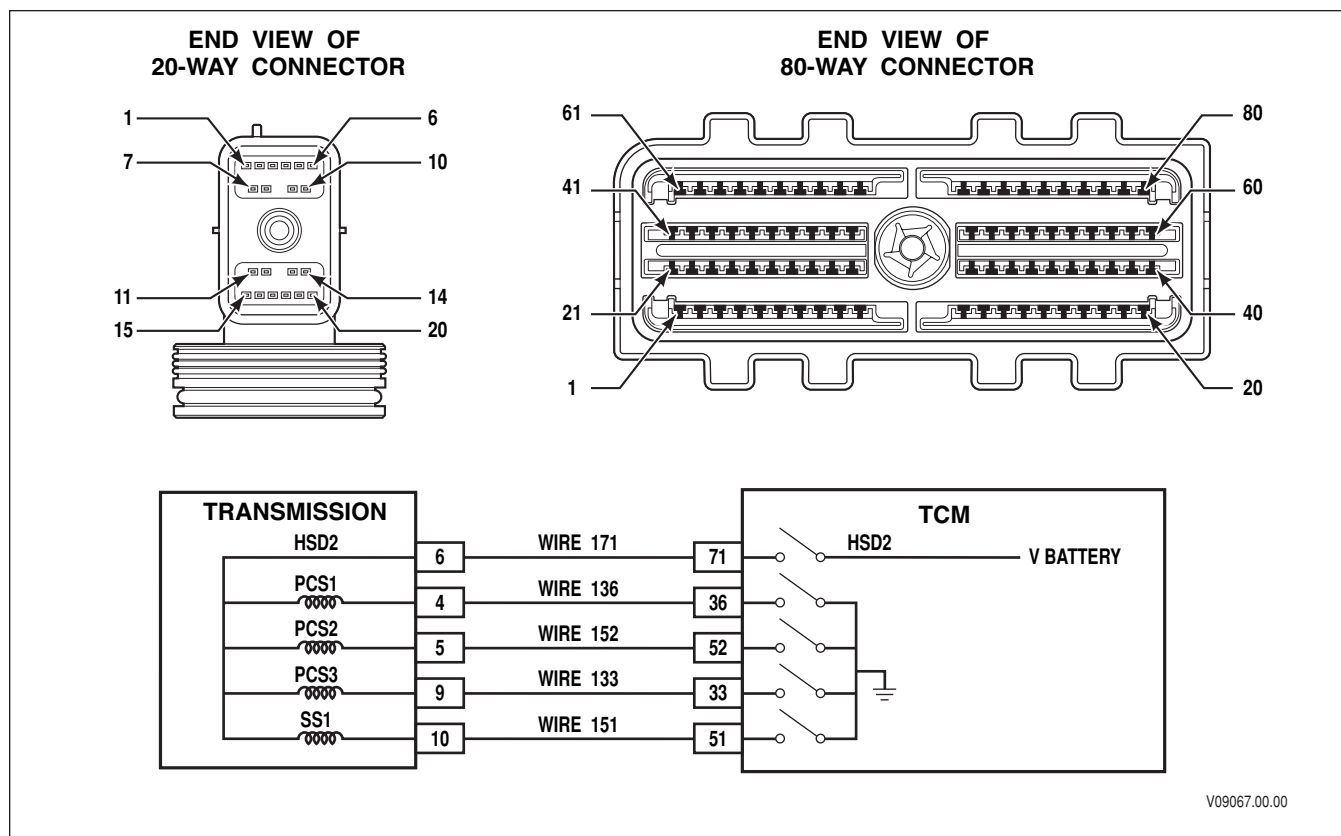 END VIEW OF
20-WAY CONNECTOR
1
6
7
10
11
14
15
20
END VIEW OF
80-WAY CONNECTOR
61
80
41
60
21
40
1
20
TRANSMISSION
TCM
HSD2
6
WIRE 171
71
HSD2
V BATTERY
PCS1
4
WIRE 136
36
PCS2
5
WIRE 152
52
PCS3
9
WIRE 133
33
SS1
10
WIRE 151
51
V09067.00.00